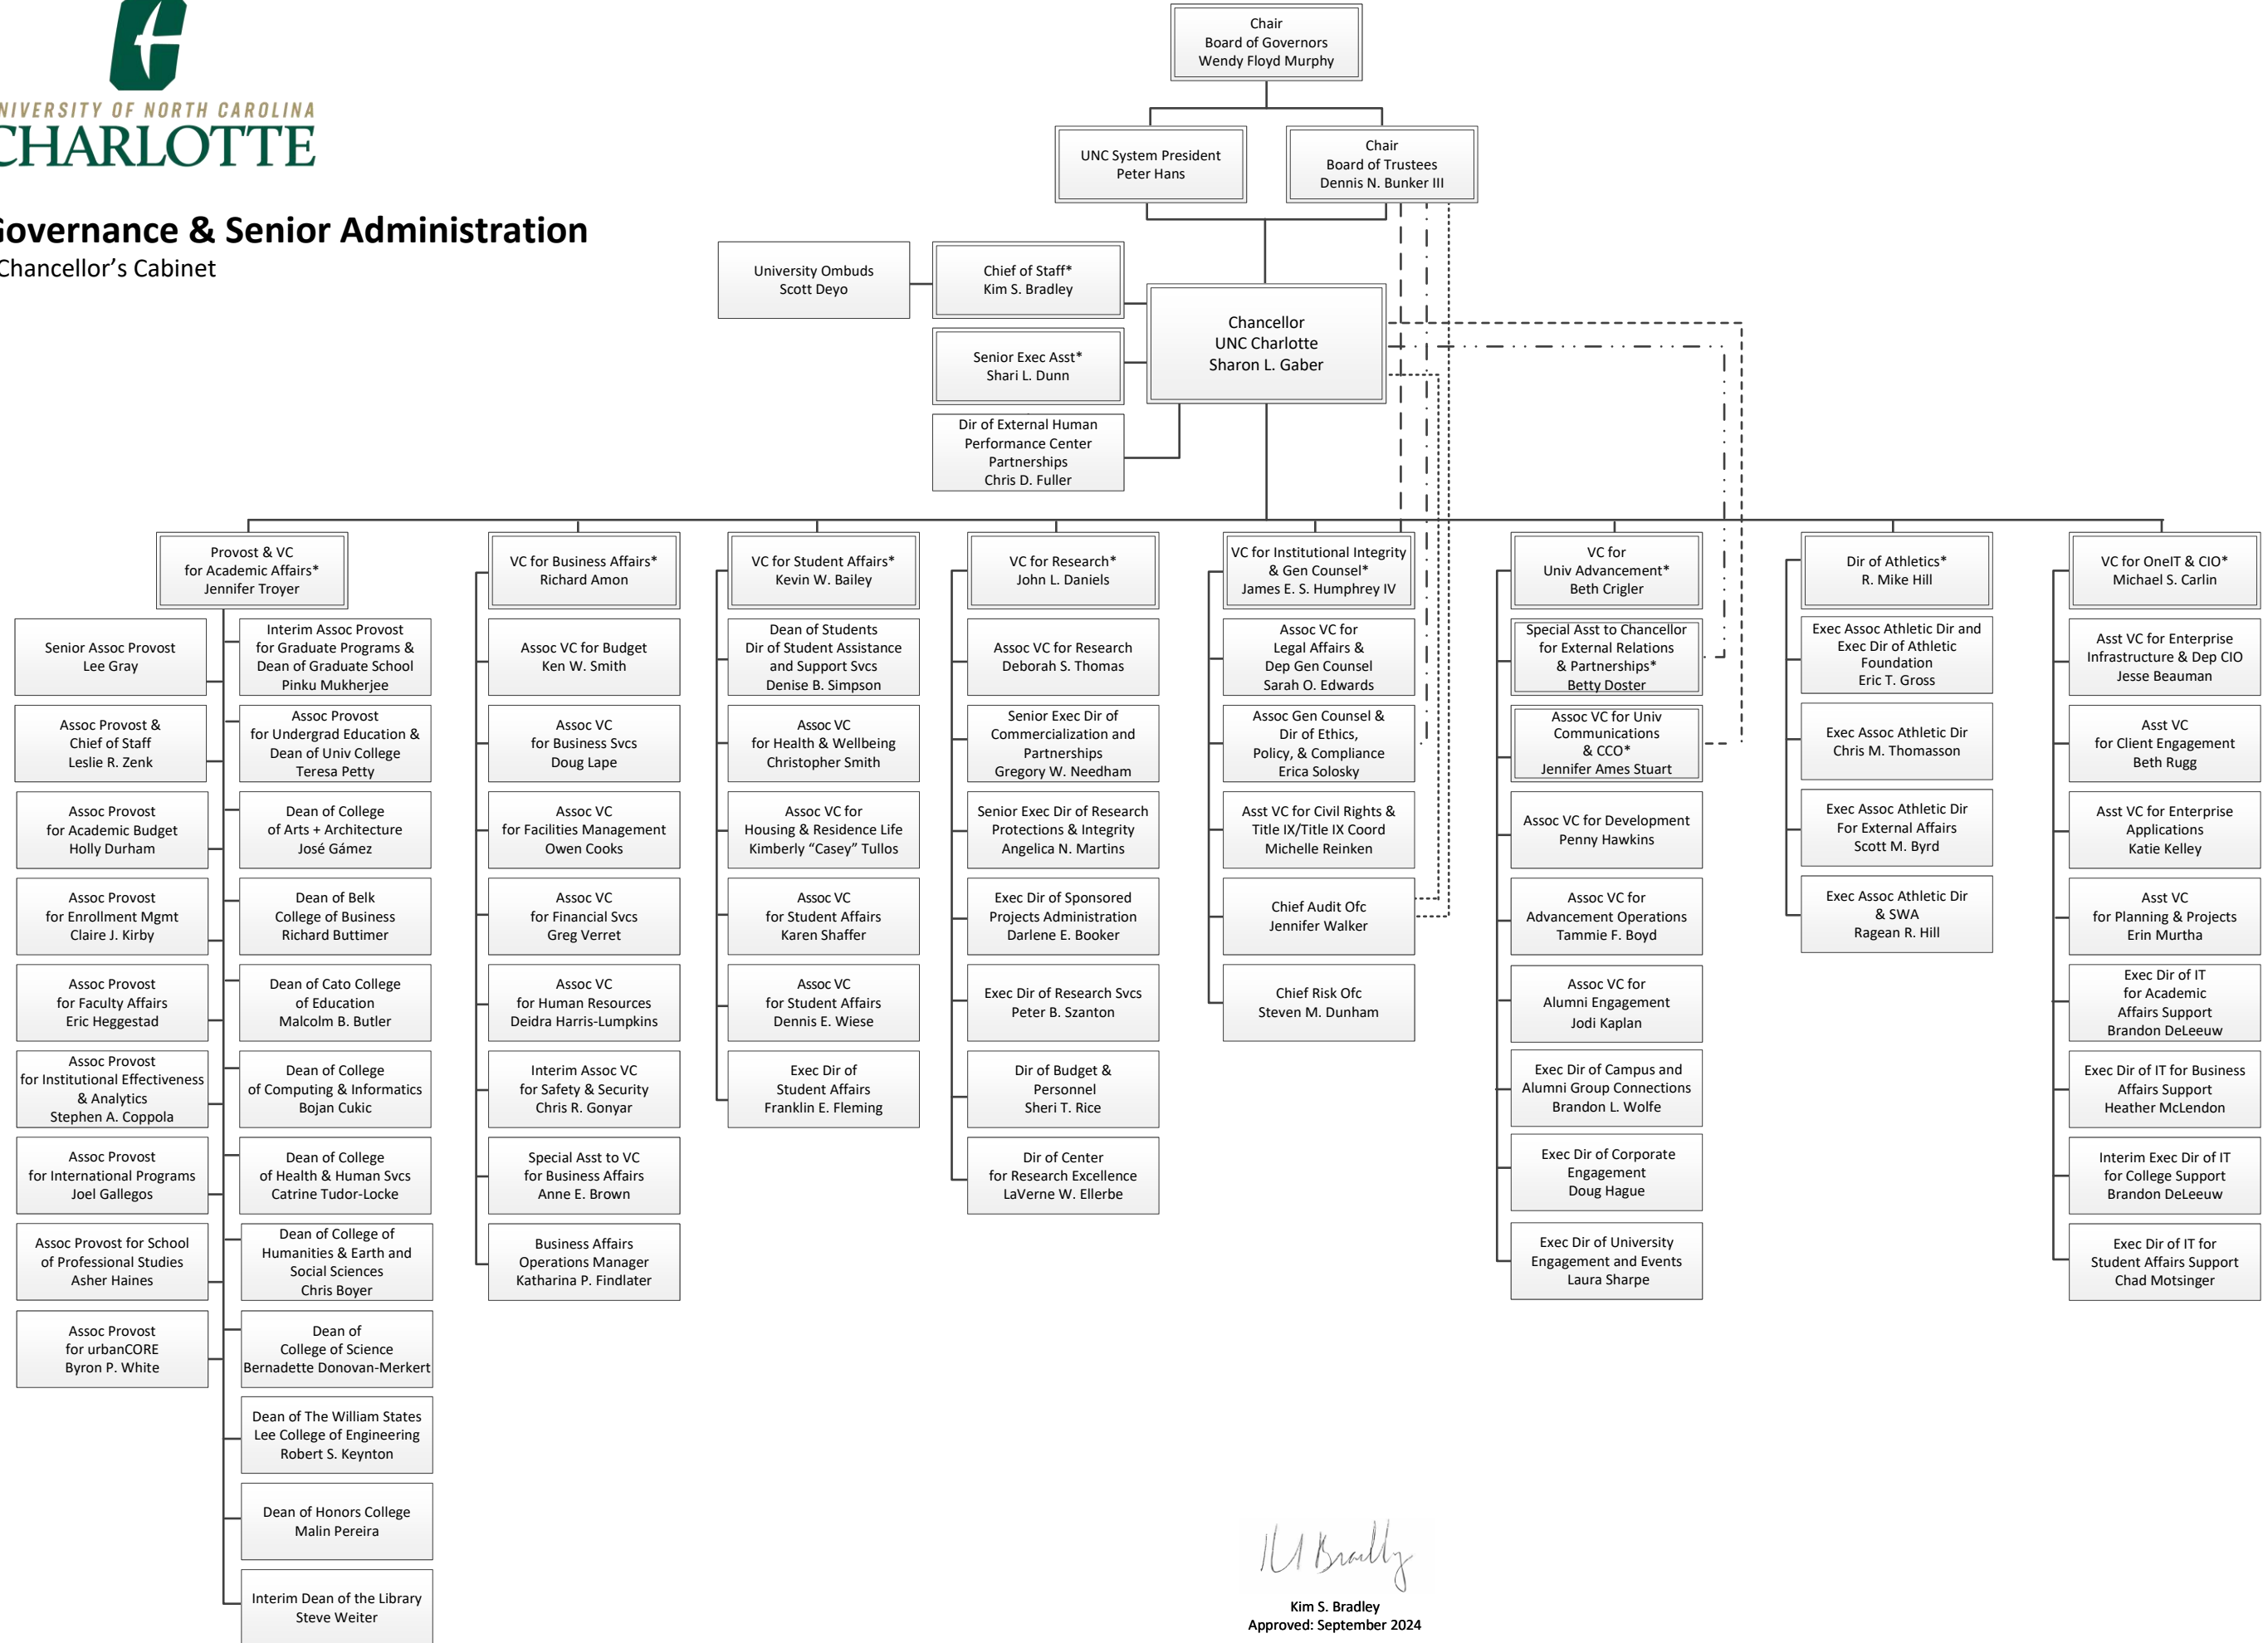 UNIVERSITY OF NORTH CAROLINA
CHARLOTTE
Governance & Senior Administration
Chancellor's Cabinet
Chair
Board of Governors
Wendy Floyd Murphy
UNC System President
Peter Hans
Chair
Board of Trustees
Dennis N. Bunker III
University Ombuds
Scott Deyo
Chief of Staff*
Kim S. Bradley
Chancellor
UNC Charlotte
Sharon L. Gaber
Senior Exec Asst*
Shari L. Dunn
Dir of External Human
Performance Center
Partnerships
Chris D. Fuller
Provost & VC
for Academic Affairs*
Jennifer Troyer
Senior Assoc Provost
Lee Gray
Assoc Provost &
Chief of Staff
Leslie R. Zenk
Assoc Provost
for Academic Budget
Holly Durham
Assoc Provost
for Enrollment Mgmt
Claire J. Kirby
Assoc Provost
for Faculty Affairs
Eric Heggestad
Assoc Provost
for Institutional Effectiveness
& Analytics
Stephen A. Coppola
Assoc Provost
for International Programs
Joel Gallegos
Assoc Provost for School
of Professional Studies
Asher Haines
Assoc Provost
for urbanCORE
Byron P. White
Interim Assoc Provost
for Graduate Programs &
Dean of Graduate School
Pinku Mukherjee
Assoc Provost
for Undergrad Education &
Dean of Univ College
Teresa Petty
Dean of College
of Arts + Architecture
José Gámez
Dean of Belk
College of Business
Richard Buttimer
Dean of Cato College
of Education
Malcolm B. Butler
Dean of College
of Computing & Informatics
Bojan Cukic
Dean of College
of Health & Human Svcs
Catrine Tudor-Locke
Dean of College of
Humanities & Earth and
Social Sciences
Chris Boyer
Dean of
College of Science
Bernadette Donovan-Merkert
Dean of The William States
Lee College of Engineering
Robert S. Keynton
Dean of Honors College
Malin Pereira
Interim Dean of the Library
Steve Weiter
VC for Business Affairs*
Richard Amon
Assoc VC for Budget
Ken W. Smith
Assoc VC
for Business Svcs
Doug Lape
Assoc VC
for Facilities Management
Owen Cooks
Assoc VC
for Financial Svcs
Greg Verret
Assoc VC
for Human Resources
Deidra Harris-Lumpkins
Interim Assoc VC
for Safety & Security
Chris R. Gonyar
Special Asst to VC
for Business Affairs
Anne E. Brown
Business Affairs
Operations Manager
Katharina P. Findlater
VC for Student Affairs*
Kevin W. Bailey
Dean of Students
Dir of Student Assistance
and Support Svcs
Denise B. Simpson
Assoc VC
for Health & Wellbeing
Christopher Smith
Assoc VC for
Housing & Residence Life
Kimberly “Casey” Tullos
Assoc VC
for Student Affairs
Karen Shaffer
Assoc VC
for Student Affairs
Dennis E. Wiese
Exec Dir of
Student Affairs
Franklin E. Fleming
VC for Research*
John L. Daniels
Assoc VC for Research
Deborah S. Thomas
Senior Exec Dir of
Commercialization and
Partnerships
Gregory W. Needham
Senior Exec Dir of Research
Protections & Integrity
Angelica N. Martins
Exec Dir of Sponsored
Projects Administration
Darlene E. Booker
Exec Dir of Research Svcs
Peter B. Szanton
Dir of Budget &
Personnel
Sheri T. Rice
Dir of Center
for Research Excellence
LaVerne W. Ellerbe
VC for Institutional Integrity
& Gen Counsel*
James E. S. Humphrey IV
Assoc VC for
Legal Affairs &
Dep Gen Counsel
Sarah O. Edwards
Assoc Gen Counsel &
Dir of Ethics,
Policy, & Compliance
Erica Solosky
Asst VC for Civil Rights &
Title IX/Title IX Coord
Michelle Reinken
Chief Audit Ofc
Jennifer Walker
Chief Risk Ofc
Steven M. Dunham
VC for
Univ Advancement*
Beth Crigler
Special Asst to Chancellor
for External Relations
& Partnerships*
Betty Doster
Assoc VC for Univ
Communications
& CCO*
Jennifer Ames Stuart
Assoc VC for Development
Penny Hawkins
Assoc VC for
Advancement Operations
Tammie F. Boyd
Assoc VC for
Alumni Engagement
Jodi Kaplan
Exec Dir of Campus and
Alumni Group Connections
Brandon L. Wolfe
Exec Dir of Corporate
Engagement
Doug Hague
Exec Dir of University
Engagement and Events
Laura Sharpe
Dir of Athletics*
R. Mike Hill
Exec Assoc Athletic Dir and
Exec Dir of Athletic
Foundation
Eric T. Gross
Exec Assoc Athletic Dir
Chris M. Thomasson
Exec Assoc Athletic Dir
For External Affairs
Scott M. Byrd
Exec Assoc Athletic Dir
& SWA
Ragean R. Hill
VC for OneIT & CIO*
Michael S. Carlin
Asst VC for Enterprise
Infrastructure & Dep CIO
Jesse Beauman
Asst VC
for Client Engagement
Beth Rugg
Asst VC for Enterprise
Applications
Katie Kelley
Asst VC
for Planning & Projects
Erin Murtha
Exec Dir of IT
for Academic
Affairs Support
Brandon DeLeeuw
Exec Dir of IT for Business
Affairs Support
Heather McLendon
Interim Exec Dir of IT
for College Support
Brandon DeLeeuw
Exec Dir of IT for
Student Affairs Support
Chad Motsinger
Kim S. Bradley
Approved: September 2024